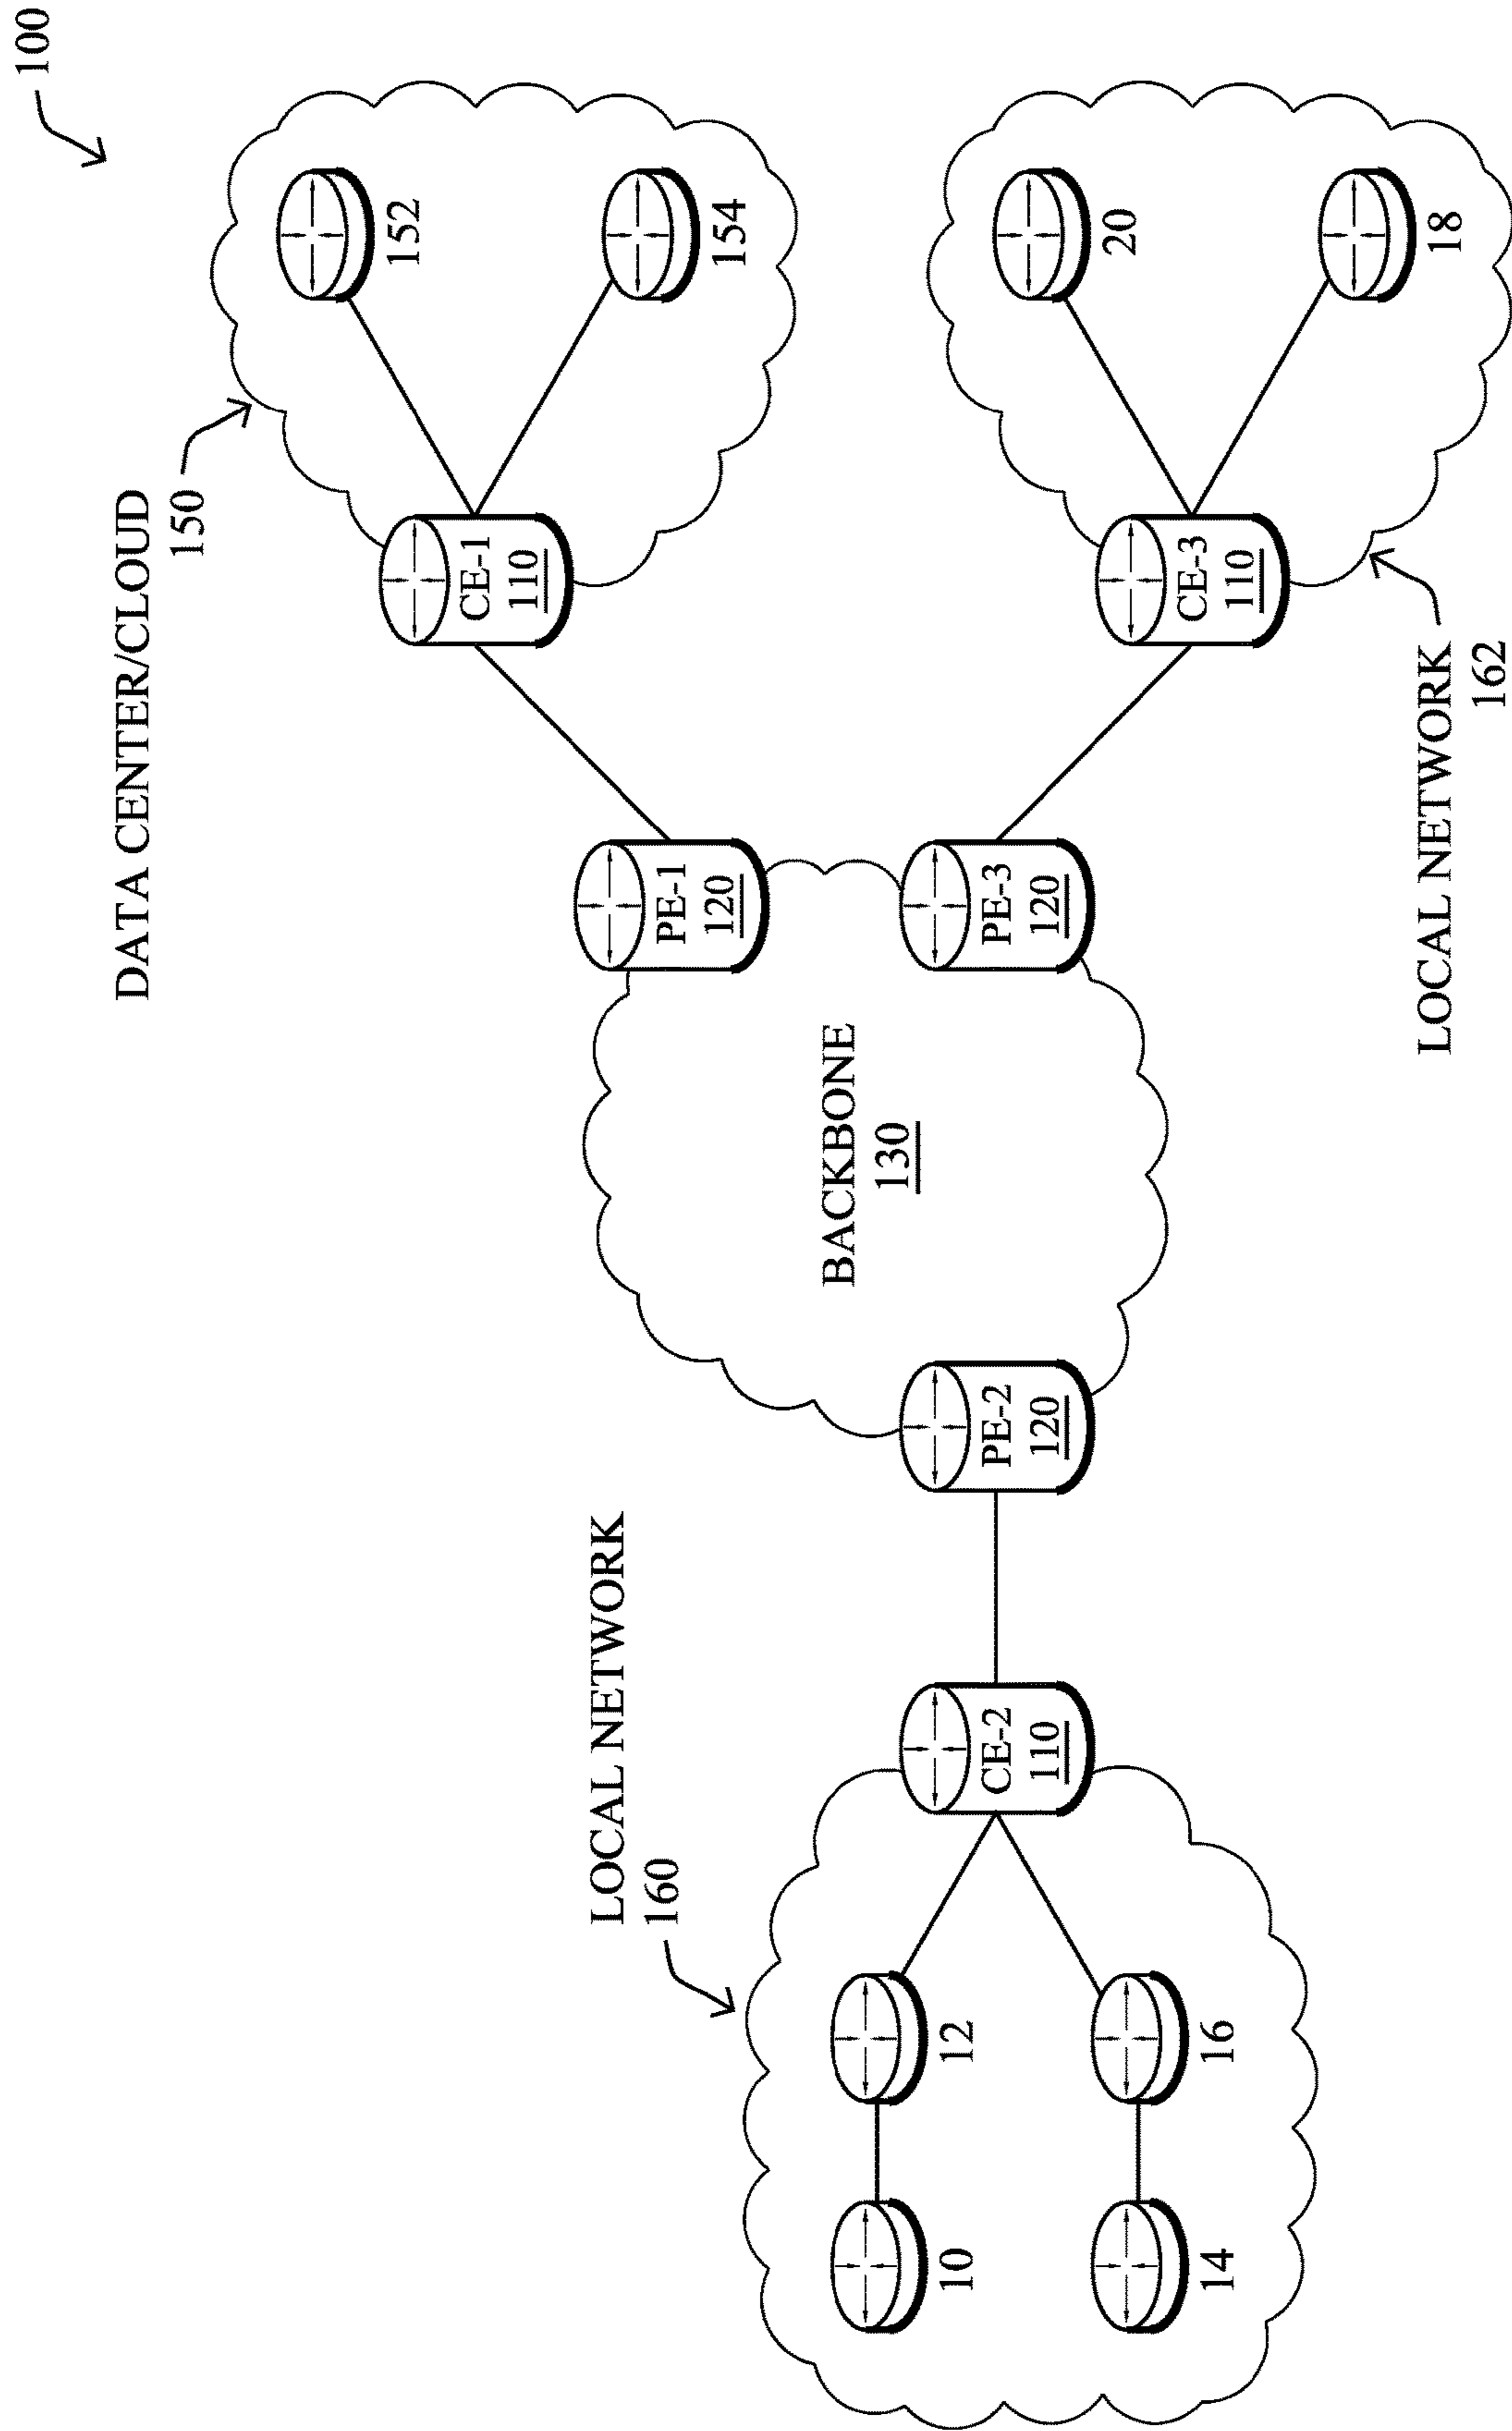 100
DATA CENTER/CLOUD
150
152
154
CE-1
110
PE-1
120
LOCAL NETWORK
160
BACKBONE
130
10
12
CE-2
110
PE-2
120
PE-3
120
CE-3
110
20
14
16
18
LOCAL NETWORK
162